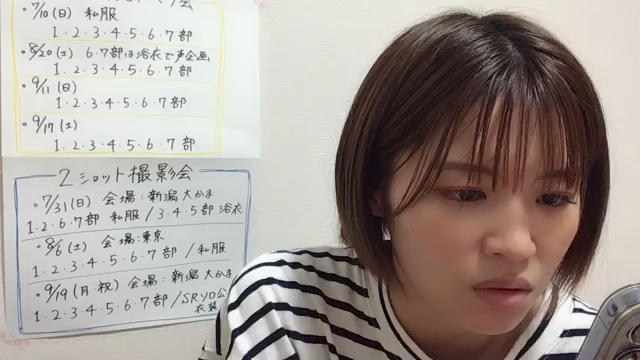 会
・7/10(日) 私服
1・2・3・4・5・6・7部
・8/20(土) 6・7部は浴衣で声企画
1・2・3・4・5・6・7部
・9/11(日)
1・2・3・4・5・6・7部
・9/17(土)
1・2・3・4・5・6・7部
2ショット撮影会
・7/31(日) 会場:新潟 大かま
1・2・6・7部 私服/3・4・5部 浴衣
・8/6(土) 会場:東京
1・2・3・4・5・6・7部 / 私服
・9/19(月・祝) 会場:新潟 大かま
1・2・3・4・5・6・7部/SRYD公
衣装